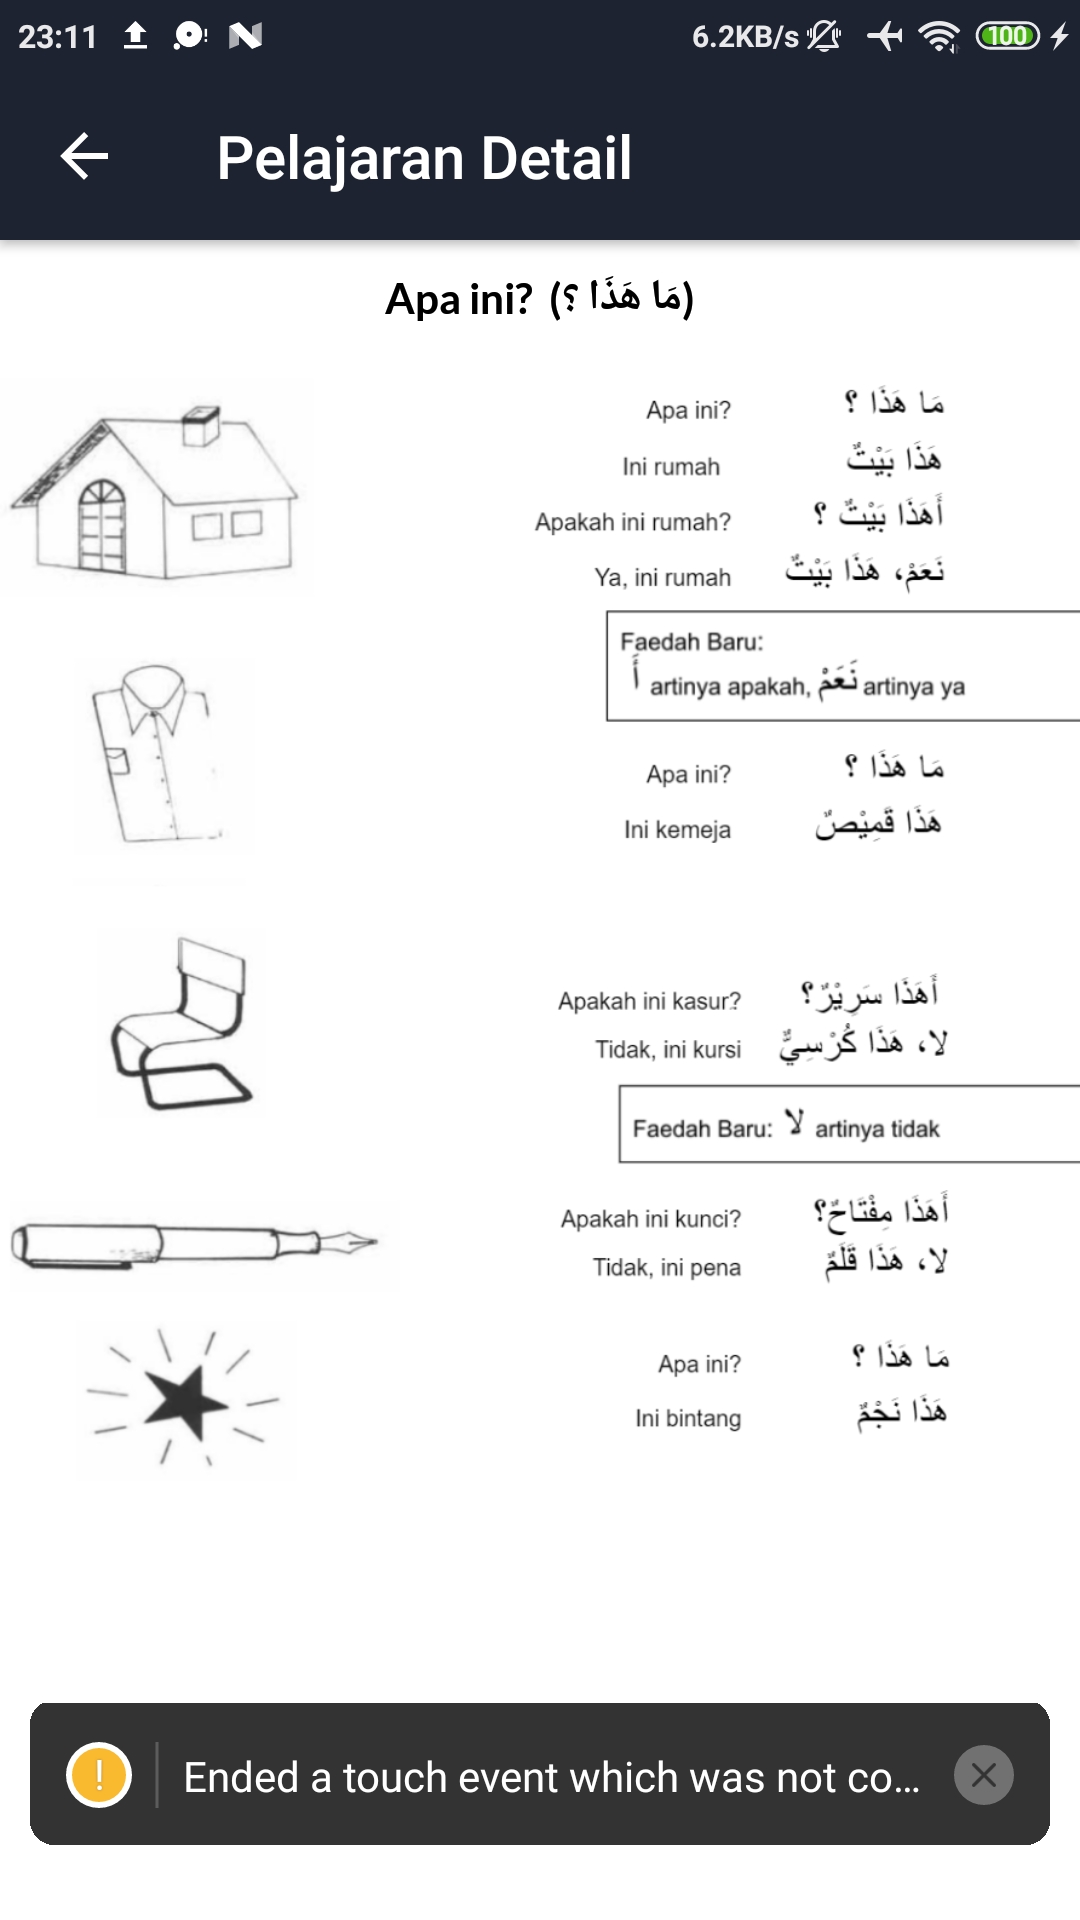 23:11
6.2KB/s
100
Pelajaran Detail
Apa ini? (مَا هَذَا ؟)
Apa ini? مَا هَذَا ؟
Ini rumah هَذَا بَيْتٌ
Apakah ini rumah? أَهَذَا بَيْتٌ ؟
Ya, ini rumah نَعَمْ، هَذَا بَيْتٌ
Faedah Baru:
أَ artinya apakah, نَعَمْ artinya ya
Apa ini? مَا هَذَا ؟
Ini kemeja هَذَا قَمِيْصٌ
Apakah ini kasur? أَهَذَا سَرِيْرٌ؟
Tidak, ini kursi لا، هَذَا كُرْسِيٌّ
Faedah Baru: لا artinya tidak
Apakah ini kunci? أَهَذَا مِفْتَاحٌ؟
Tidak, ini pena لا، هَذَا قَلَمٌ
Apa ini? مَا هَذَا ؟
Ini bintang هَذَا نَجْمٌ
Ended a touch event which was not co...